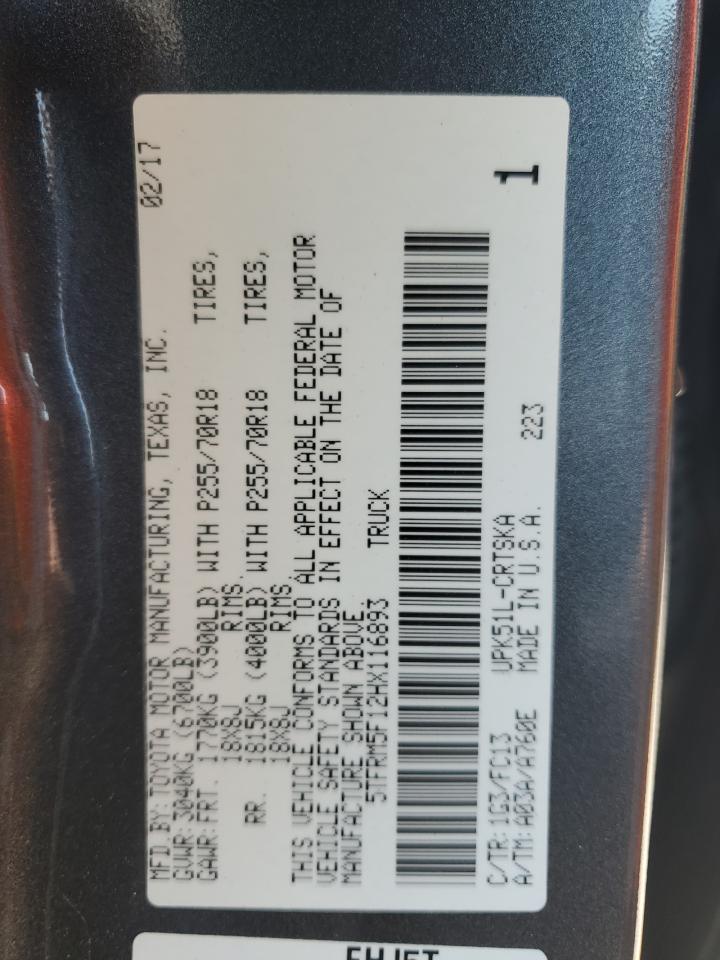 MFD.BY:TOYOTA MOTOR MANUFACTURING, TEXAS, INC. 02/17
GVWR:3040KG (6700LB)
GAWR:FRT. 1770KG (3900LB) WITH P255/70R18 TIRES,
18X8J RIMS.
RR. 1815KG (4000LB) WITH P255/70R18 TIRES,
18X8J RIMS.
THIS VEHICLE CONFORMS TO ALL APPLICABLE FEDERAL MOTOR
VEHICLE SAFETY STANDARDS IN EFFECT ON THE DATE OF
MANUFACTURE SHOWN ABOVE.
5TFRM5F12HX116893 TRUCK
1
C/TR:1G3/FC13 UPK51L-CRTSKA
A/TM:A03A/A760E MADE IN U.S.A. 223